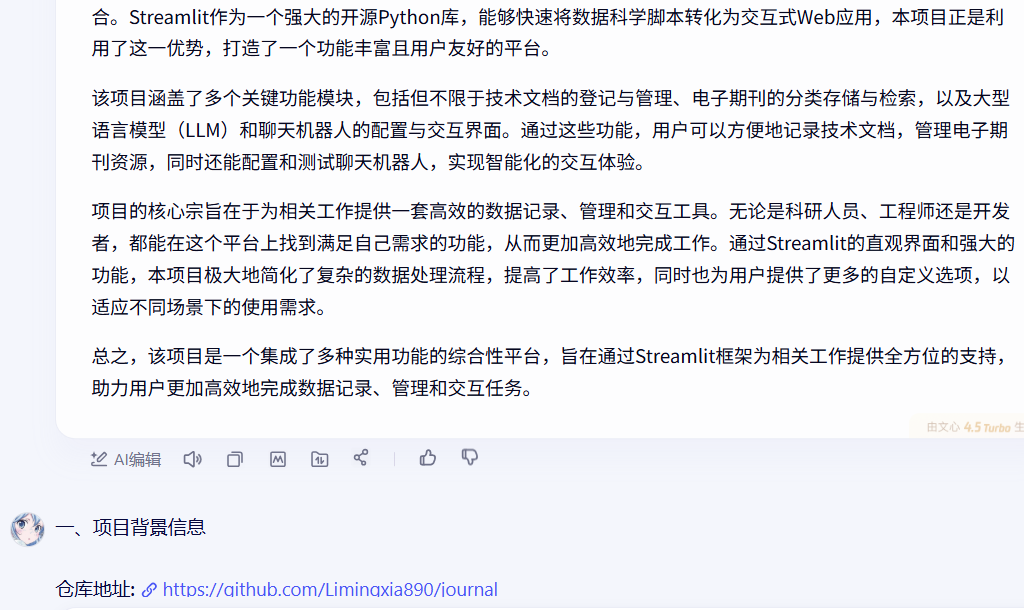 合。Streamlit作为一个强大的开源Python库，能够快速将数据科学脚本转化为交互式Web应用，本项目正是利
用了这一优势，打造了一个功能丰富且用户友好的平台。
该项目涵盖了多个关键功能模块，包括但不限于技术文档的登记与管理、电子期刊的分类存储与检索，以及大型
语言模型（LLM）和聊天机器人的配置与交互界面。通过这些功能，用户可以方便地记录技术文档，管理电子期
刊资源，同时还能配置和测试聊天机器人，实现智能化的交互体验。
项目的核心宗旨在于为相关工作提供一套高效的数据记录、管理和交互工具。无论是科研人员、工程师还是开发
者，都能在这个平台上找到满足自己需求的功能，从而更加高效地完成工作。通过Streamlit的直观界面和强大的
功能，本项目极大地简化了复杂的数据处理流程，提高了工作效率，同时也为用户提供了更多的自定义选项，以
适应不同场景下的使用需求。
总之，该项目是一个集成了多种实用功能的综合性平台，旨在通过Streamlit框架为相关工作提供全方位的支持，
助力用户更加高效地完成数据记录、管理和交互任务。
由文心 4.5 Turbo 生
AI编辑
一、项目背景信息
仓库地址: https://github.com/Limingxia890/journal